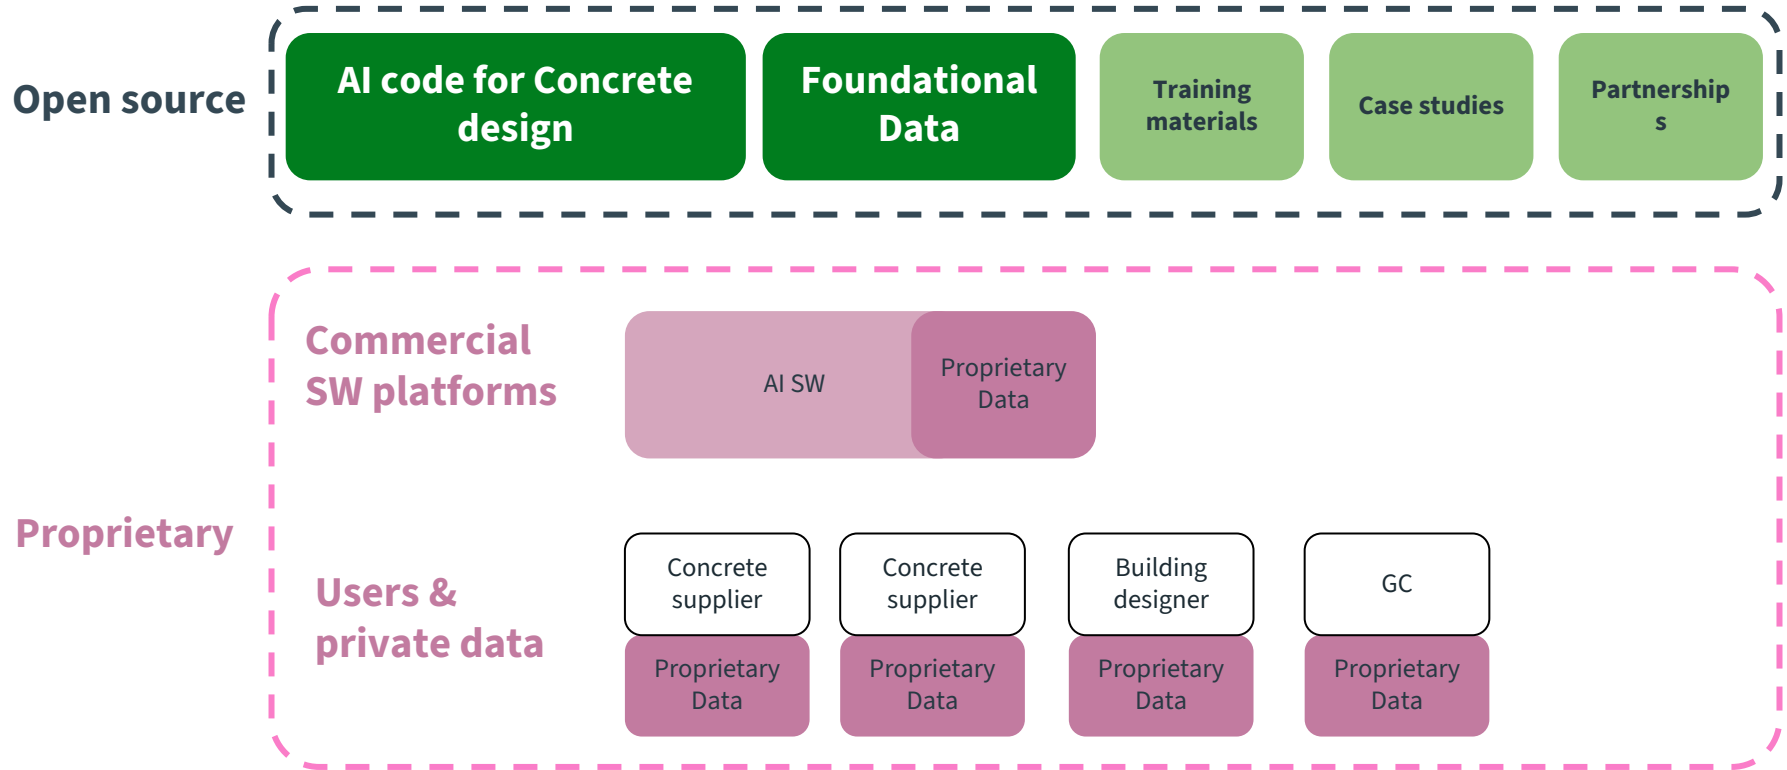 Open source
AI code for Concrete
design
Foundational
Data
Training
materials
Case studies
Partnership
s
Proprietary
Commercial
SW platforms
AI SW
Proprietary
Data
Users &
private data
Concrete
supplier
Proprietary
Data
Concrete
supplier
Proprietary
Data
Building
designer
Proprietary
Data
GC
Proprietary
Data